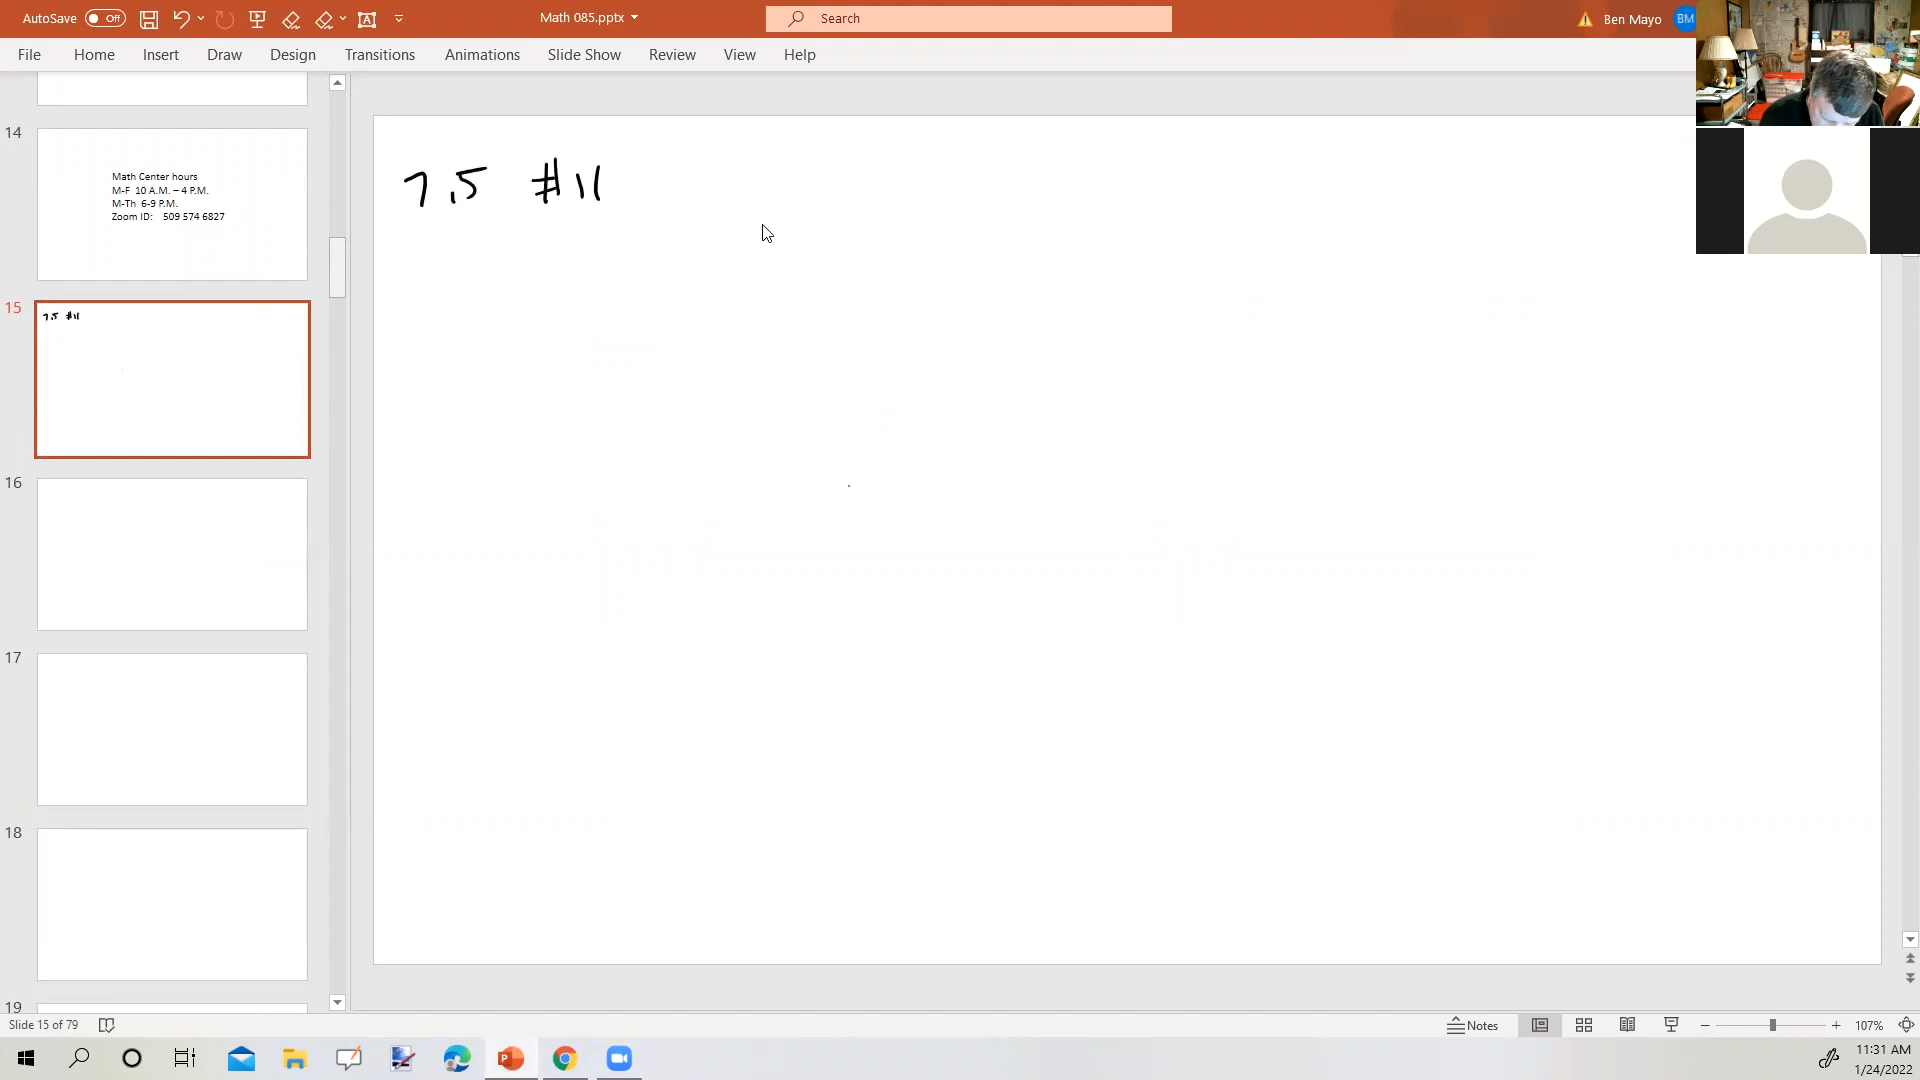 AutoSave Off Math 085.pptx Search Ben Mayo BM
File Home Insert Draw Design Transitions Animations Slide Show Review View Help
14
Math Center hours
M-F 10 A.M. – 4 P.M.
M-Th 6-9 P.M.
Zoom ID: 509 574 6827
15
7.5 #11
16
17
18
19
7.5 #11
Slide 15 of 79 Notes 107%
11:31 AM
1/24/2022